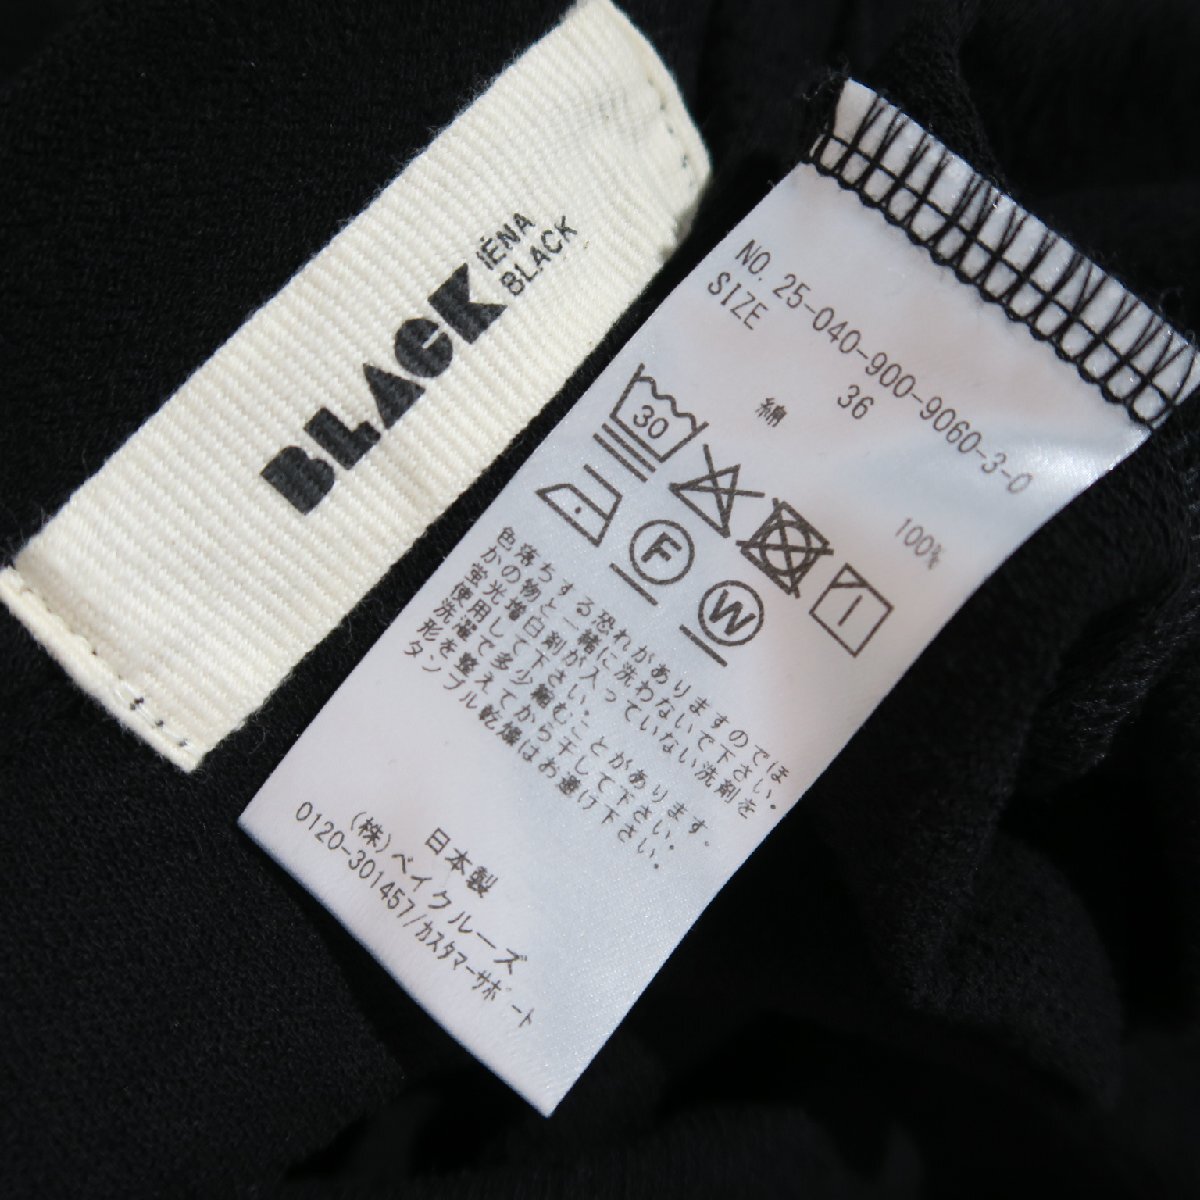 BLACK
IÉNA
BLACK
NO. 25-040-900-9060-3-0
SIZE 36
綿 100%
30
F
W
色落ちする恐れがありますのでほ
かの物と一緒に洗わないで下さい。
蛍光増白剤が入っていない洗剤を
使用して下さい。
洗濯で多少縮むことがあります。
形を整えてから干して下さい。
タンブル乾燥はお避け下さい。
日本製
(株)ベイクルーズ
0120-301457/カスタマーサポート